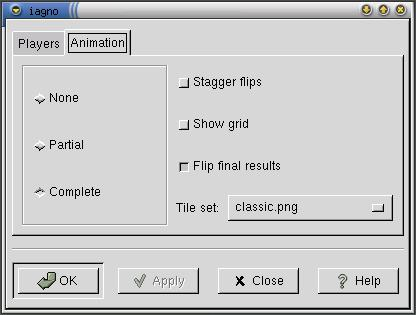 iagno
Players Animation
None
Partial
Complete
Stagger flips
Show grid
Flip final results
Tile set: classic.png
OK Apply Close Help